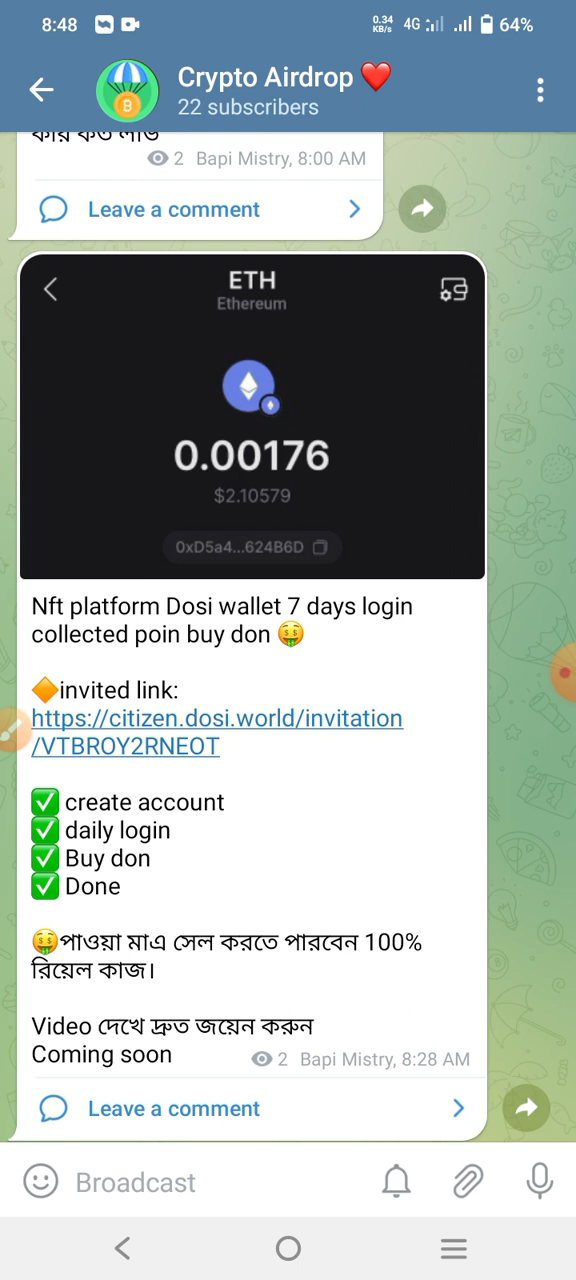 8:48
0.34
KB/s
4G
64%
Crypto Airdrop ❤️
22 subscribers
2 Bapi Mistry, 8:00 AM
Leave a comment
ETH
Ethereum
0.00176
$2.10579
0xD5a4...624B6D
Nft platform Dosi wallet 7 days login
collected poin buy don 🤑
🔶invited link:
https://citizen.dosi.world/invitation
/VTBROY2RNEOT
✅ create account
✅ daily login
✅ Buy don
✅ Done
🤑পাওয়া মাএ সেল করতে পারবেন 100%
রিয়েল কাজ।
Video দেখে দ্রুত জয়েন করুন
Coming soon
2 Bapi Mistry, 8:28 AM
Leave a comment
Broadcast